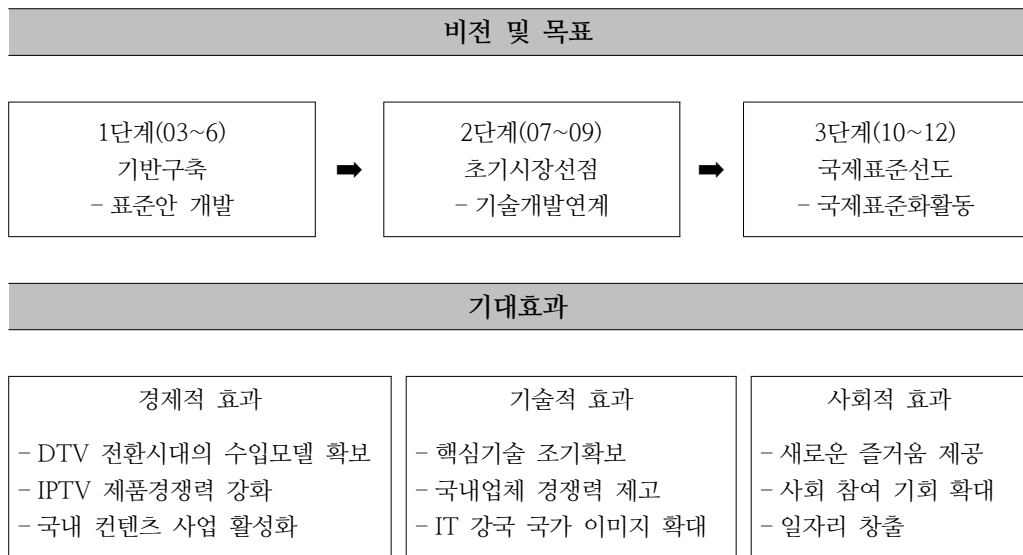 비전 및 목표
1단계(03~6)
기반구축
- 표준안 개발
➡
2단계(07~09)
초기시장선점
- 기술개발연계
➡
3단계(10~12)
국제표준선도
- 국제표준화활동
기대효과
경제적 효과
- DTV 전환시대의 수입모델 확보
- IPTV 제품경쟁력 강화
- 국내 컨텐츠 사업 활성화
기술적 효과
- 핵심기술 조기확보
- 국내업체 경쟁력 제고
- IT 강국 국가 이미지 확대
사회적 효과
- 새로운 즐거움 제공
- 사회 참여 기회 확대
- 일자리 창출